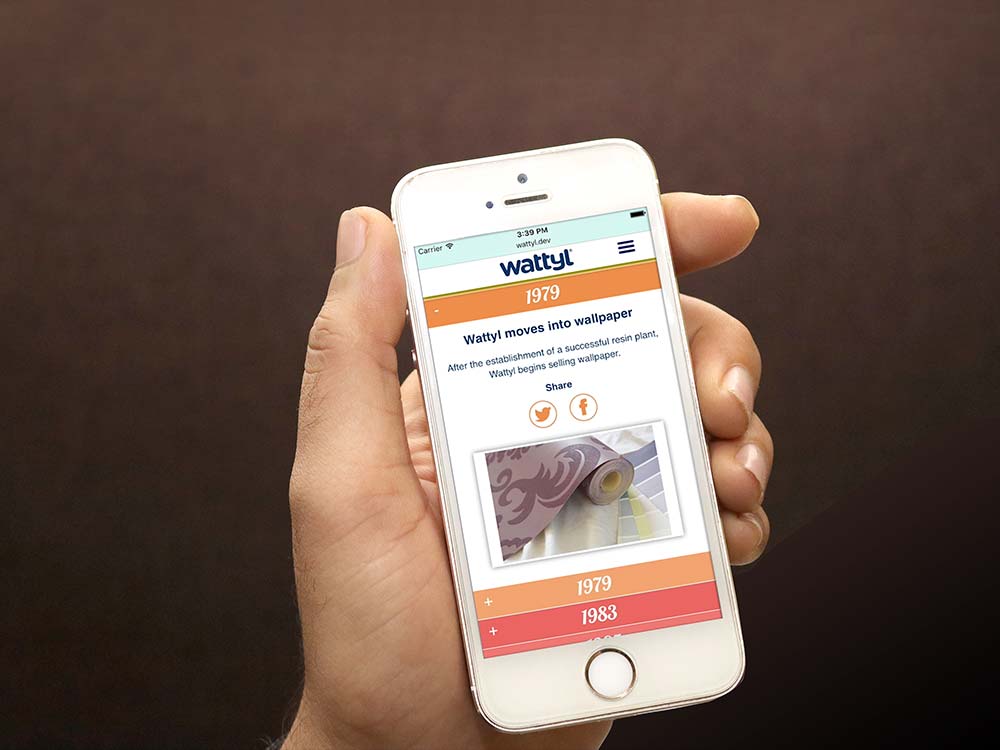 Carrier 3:39 PM
wattyl.dev
wattyl®
- 1979
Wattyl moves into wallpaper
After the establishment of a successful resin plant,
Wattyl begins selling wallpaper.
Share
+ 1979
+ 1983